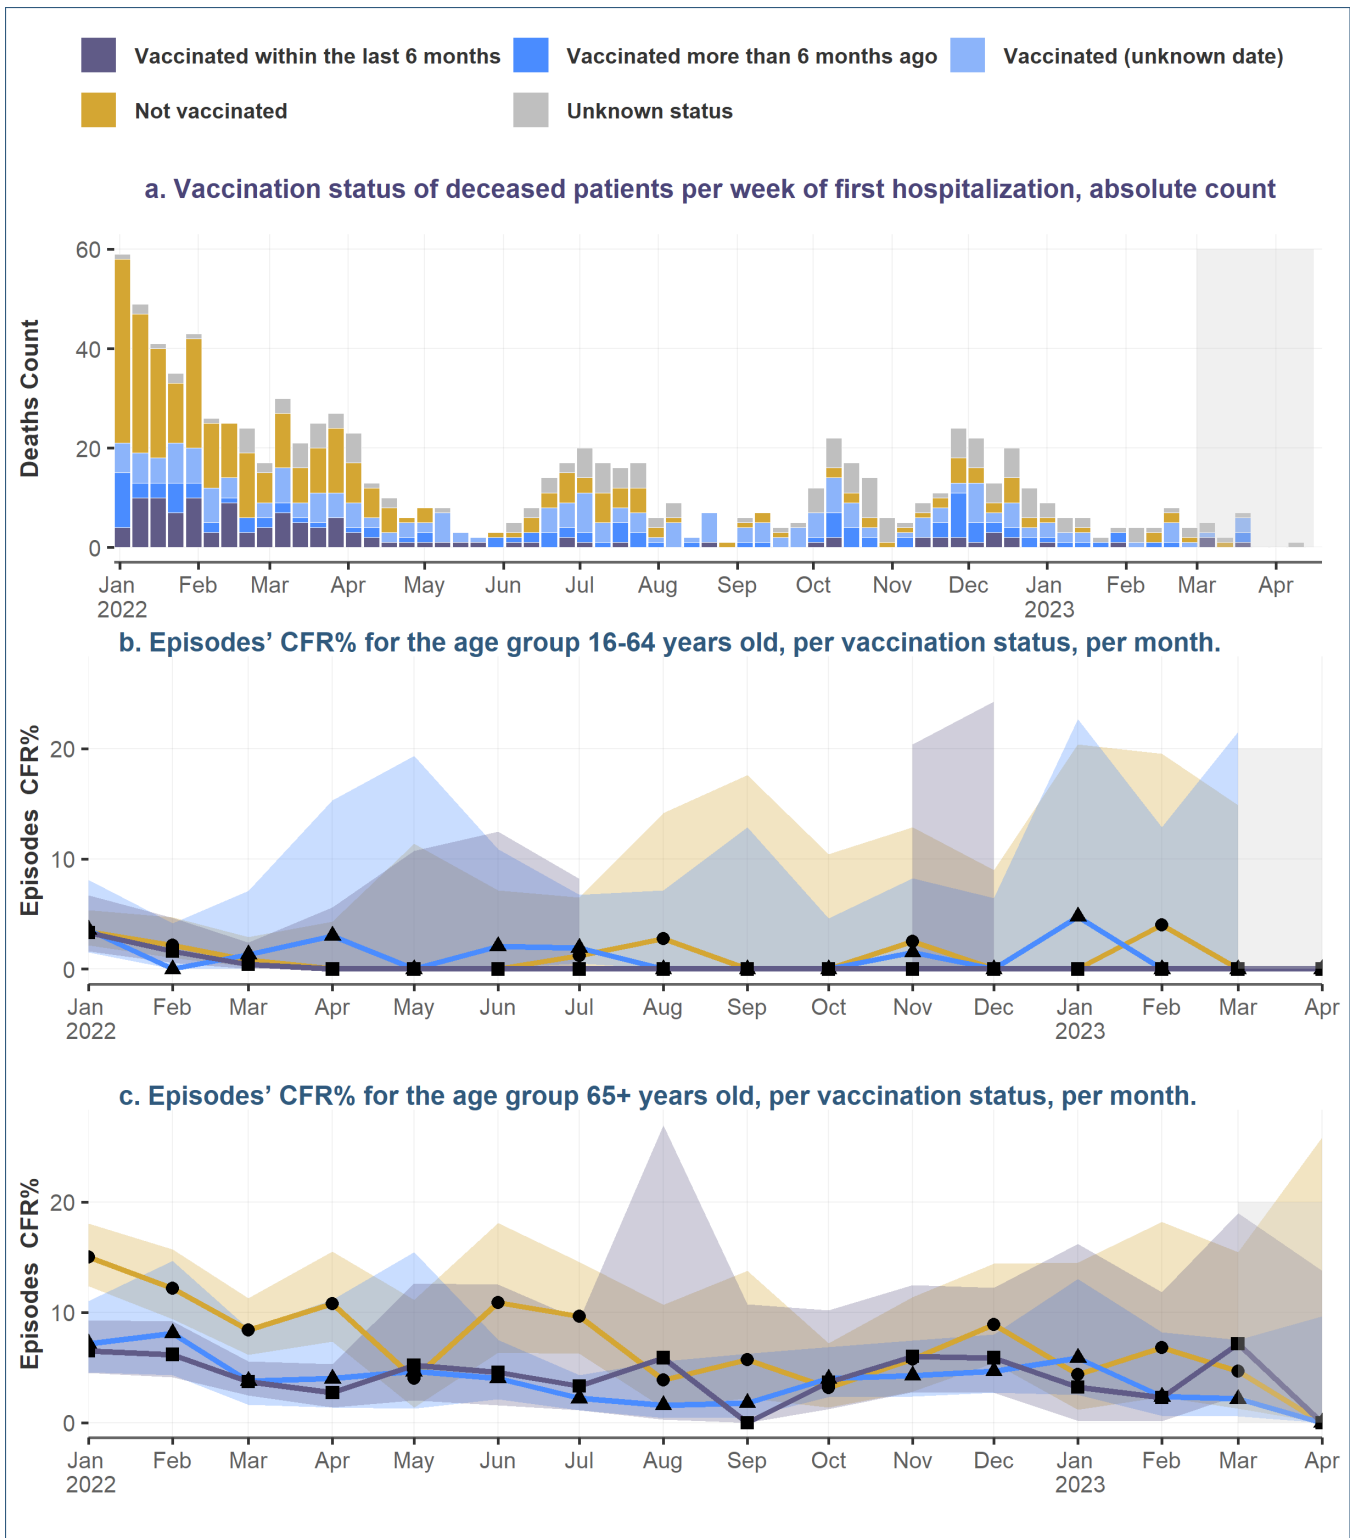 Vaccinated within the last 6 months Vaccinated more than 6 months ago Vaccinated (unknown date)
Not vaccinated Unknown status
a. Vaccination status of deceased patients per week of first hospitalization, absolute count
Deaths Count
60
40
20
0
Jan Feb Mar Apr May Jun Jul Aug Sep Oct Nov Dec Jan Feb Mar Apr
2022 2023
b. Episodes’ CFR% for the age group 16-64 years old, per vaccination status, per month.
Episodes CFR%
20
10
0
Jan Feb Mar Apr May Jun Jul Aug Sep Oct Nov Dec Jan Feb Mar Apr
2022 2023
c. Episodes’ CFR% for the age group 65+ years old, per vaccination status, per month.
Episodes CFR%
20
10
0
Jan Feb Mar Apr May Jun Jul Aug Sep Oct Nov Dec Jan Feb Mar Apr
2022 2023